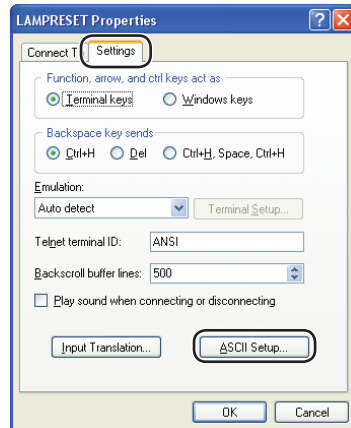 LAMPRESET Properties
Connect T Settings
Function, arrow, and ctrl keys act as
Terminal keys Windows keys
Backspace key sends
Ctrl+H Del Ctrl+H, Space, Ctrl+H
Emulation:
Auto detect Terminal Setup...
Telnet terminal ID: ANSI
Backscroll buffer lines: 500
Play sound when connecting or disconnecting
Input Translation... ASCII Setup...
OK Cancel